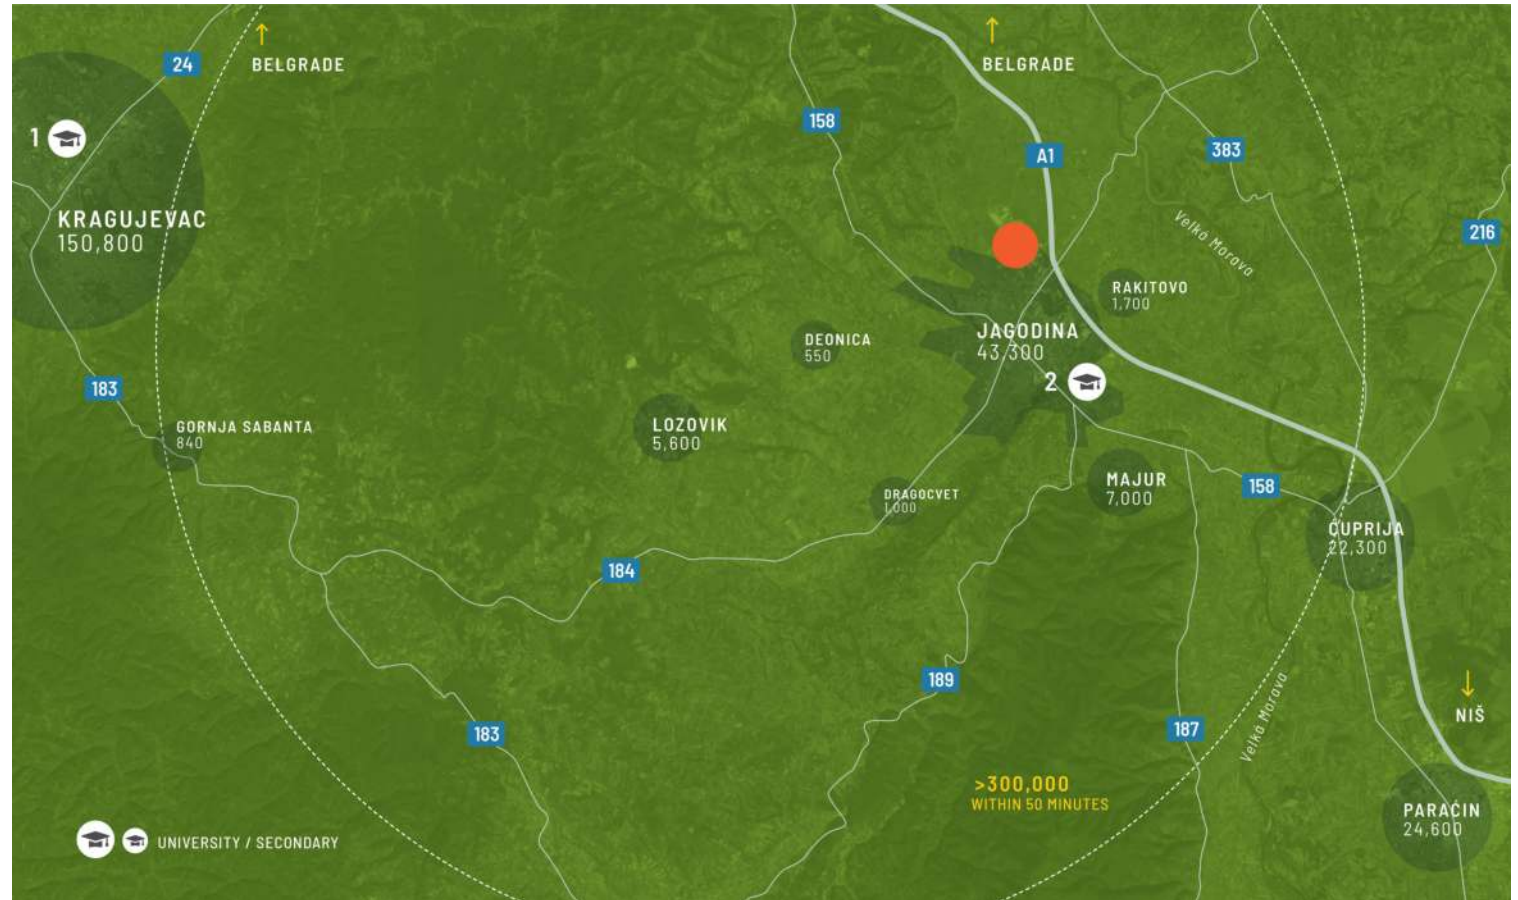 BELGRADE
BELGRADE
24
158
A1
383
1
KRAGUJEVAC
150,800
Velka Morava
216
RAKITOVO
1,700
JAGODINA
43,300
DEONICA
550
2
183
GORNJA SABANTA
840
LOZOVIK
5,600
DRAGOCVET
1,000
MAJUR
7,000
158
ĆUPRIJA
22,300
184
189
Velka Morava
NIŠ
183
187
>300,000
WITHIN 50 MINUTES
PARAĆIN
24,600
UNIVERSITY / SECONDARY